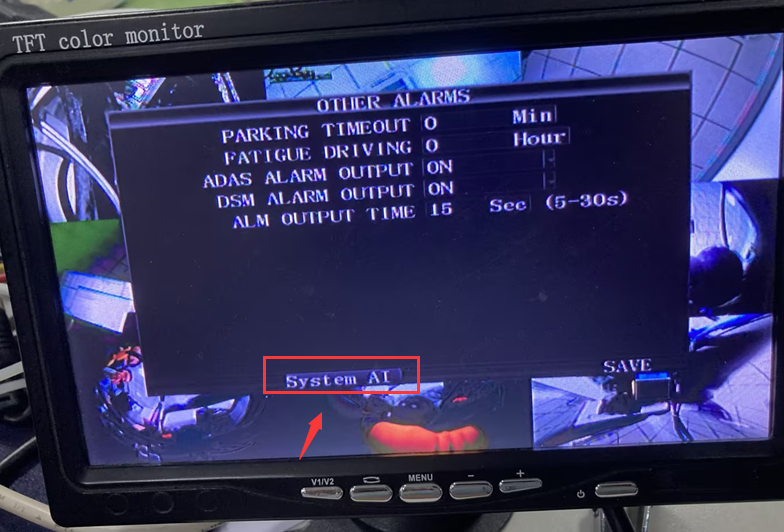 TFT color monitor
OTHER ALARMS
PARKING TIMEOUT 0 Min
FATIGUE DRIVING 0 Hour
ADAS ALARM OUTPUT ON
DSM ALARM OUTPUT ON
ALM OUTPUT TIME 15 Sec (5-30s)
System AI SAVE
V1/V2 MENU - +